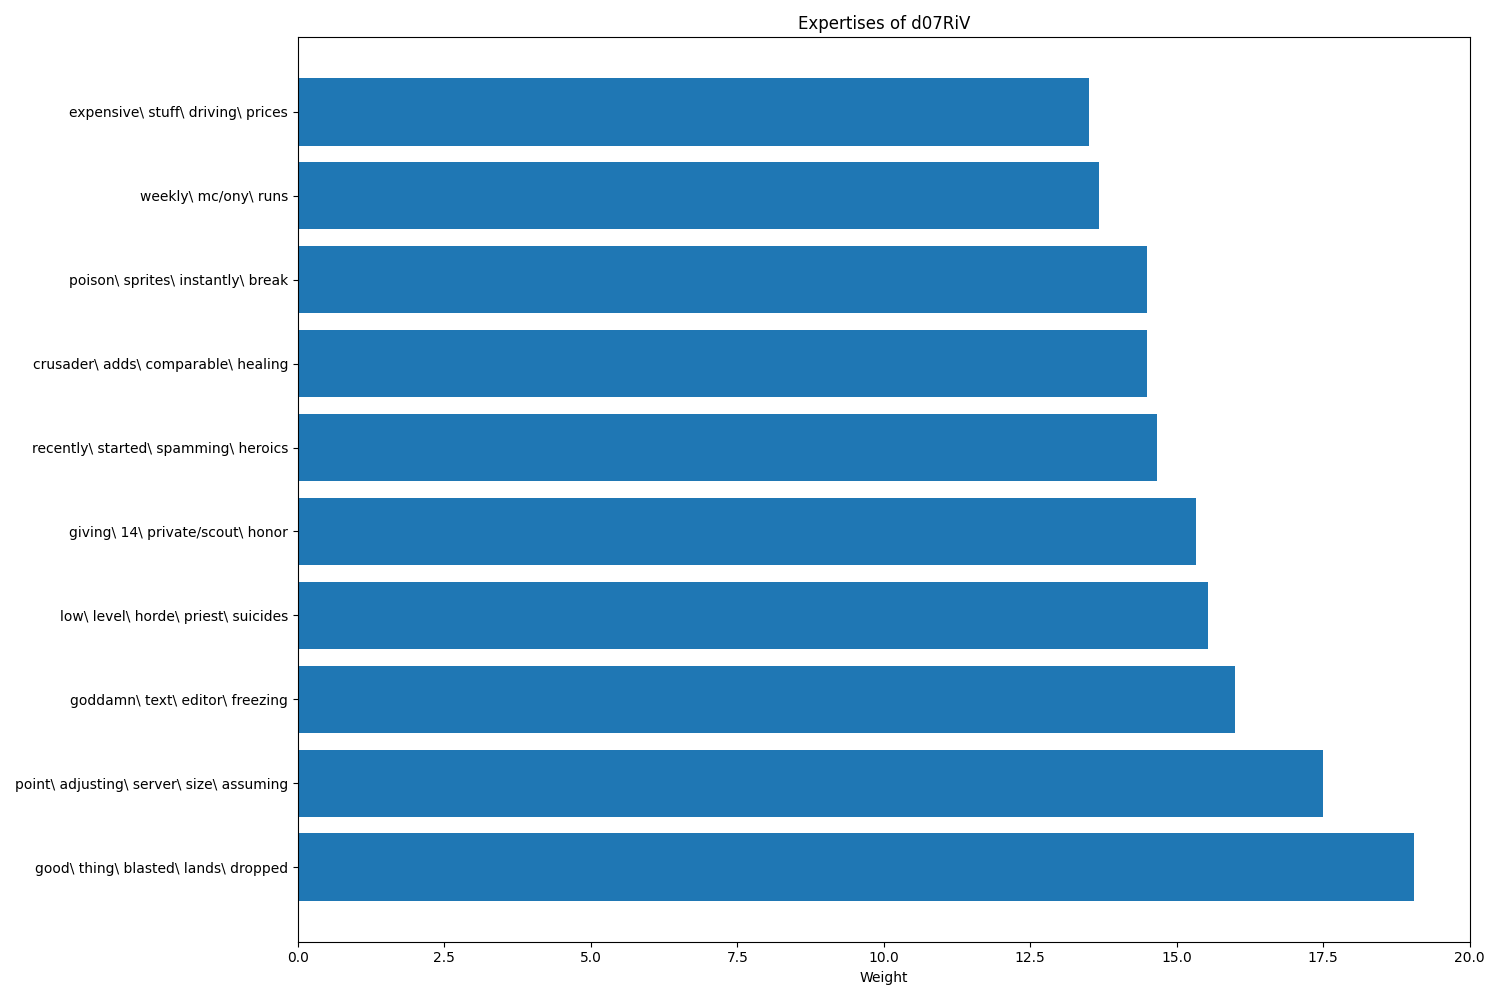 Expertises of d07RiV
expensive\ stuff\ driving\ prices
weekly\ mc/ony\ runs
poison\ sprites\ instantly\ break
crusader\ adds\ comparable\ healing
recently\ started\ spamming\ heroics
giving\ 14\ private/scout\ honor
low\ level\ horde\ priest\ suicides
goddamn\ text\ editor\ freezing
point\ adjusting\ server\ size\ assuming
good\ thing\ blasted\ lands\ dropped
0.0 2.5 5.0 7.5 10.0 12.5 15.0 17.5 20.0
Weight